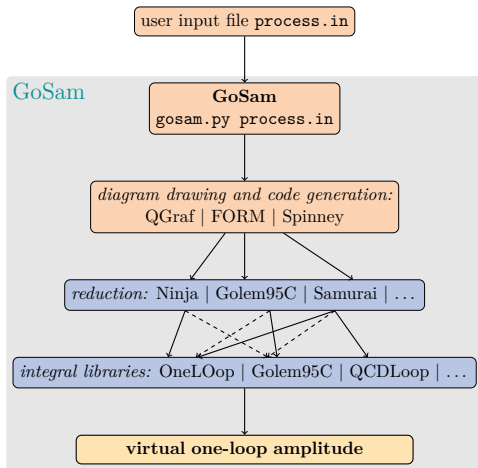 user input file process.in
GoSam
GoSam
gosam.py process.in
diagram drawing and code generation:
QGraf | FORM | Spinney
reduction: Ninja | Golem95C | Samurai | ...
integral libraries: OneLOop | Golem95C | QCDLoop | ...
virtual one-loop amplitude